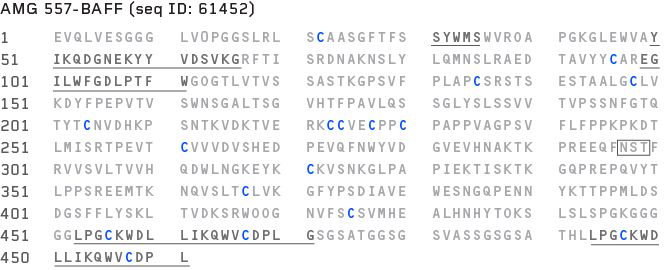 AMG 557-BAFF (seq ID: 61452)
1 EVQLVESGGG LVOPGGSLRL SCAASGFTFS SYWMSWVROA PGKGLEWVAY
51 IKQDGNEKYY VDSVKGRFTI SRDNAKNSLY LQMNSLRAED TAVYYCAREG
101 ILWFGDLPTF WGOGTLVTVS SASTKGPSVF PLAPCSRSTS ESTAALGCLV
151 KDYFPEPVTV SWNSGALTSG VHTFPAVLQS SGLYSLSSVV TVPSSNFGTQ
201 TYTCNVDHKP SNTKVDKTVE RKCCVECPPC PAPPVAGPSV FLFPPKPKDT
251 LMISRTPEVT CVVVDVSHED PEVQFNWYVD GVEVHNAKTK PREEQFNSTF
301 RVVSVLTVVH QDWLNGKEYK CKVSNKGLPA PIEKTISKTK GQPREPQVYT
351 LPPSREEMTK NQVSLTCLVK GFYPSDIAVE WESNGQPENN YKTTPPMLDS
401 DGSFFLYSKL TVDKSRWOOG NVFSCSVMHE ALHNHYTOKS LSLSPGKGGG
451 GGLPGCKWDL LIKQWVCDPL GSGSATGGSG SVASSGSGSA THLLPGCKWD
450 LLIKQWVCDP L